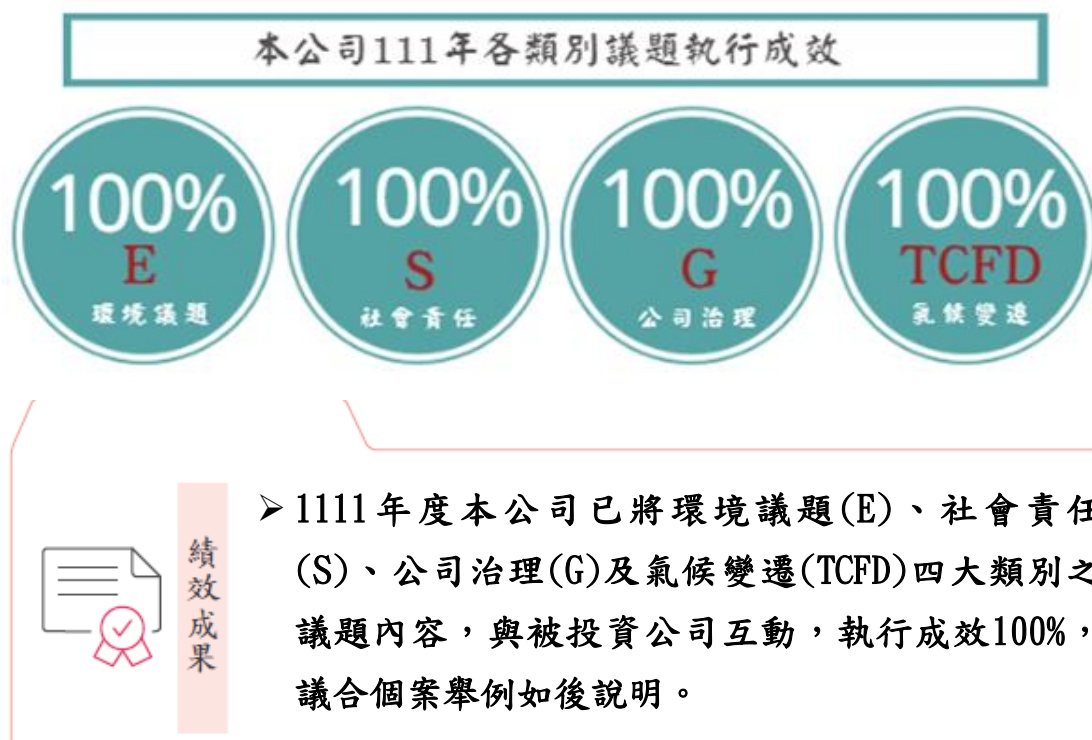 本公司111年各類別議題執行成效
100%
E
環境議題
100%
S
社會責任
100%
G
公司治理
100%
TCFD
氣候變遷
績效成果
➢1111年度本公司已將環境議題(E)、社會責任
(S)、公司治理(G)及氣候變遷(TCFD)四大類別之
議題內容，與被投資公司互動，執行成效100%，
議合個案舉例如後說明。